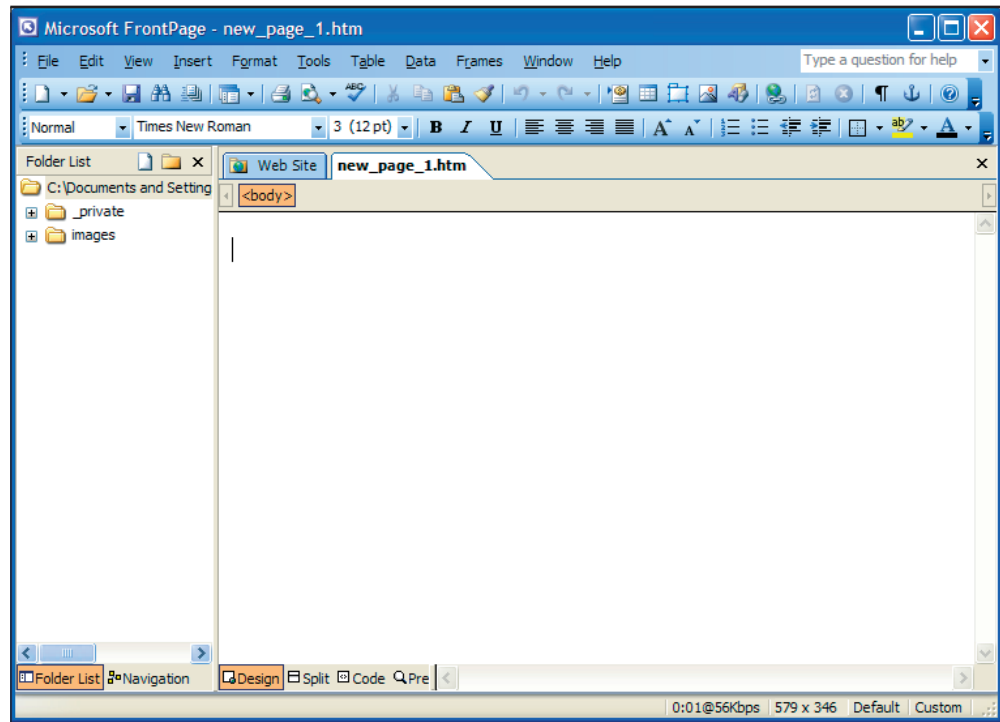 Microsoft FrontPage - new_page_1.htm
File Edit View Insert Format Tools Table Data Frames Window Help Type a question for help
ABC
Normal Times New Roman 3 (12 pt) B I U A A ab A
Folder List Web Site new_page_1.htm
C:\Documents and Setting <body>
_private
images
Folder List Navigation Design Split Code Pre
0:01@56Kbps 579 x 346 Default Custom